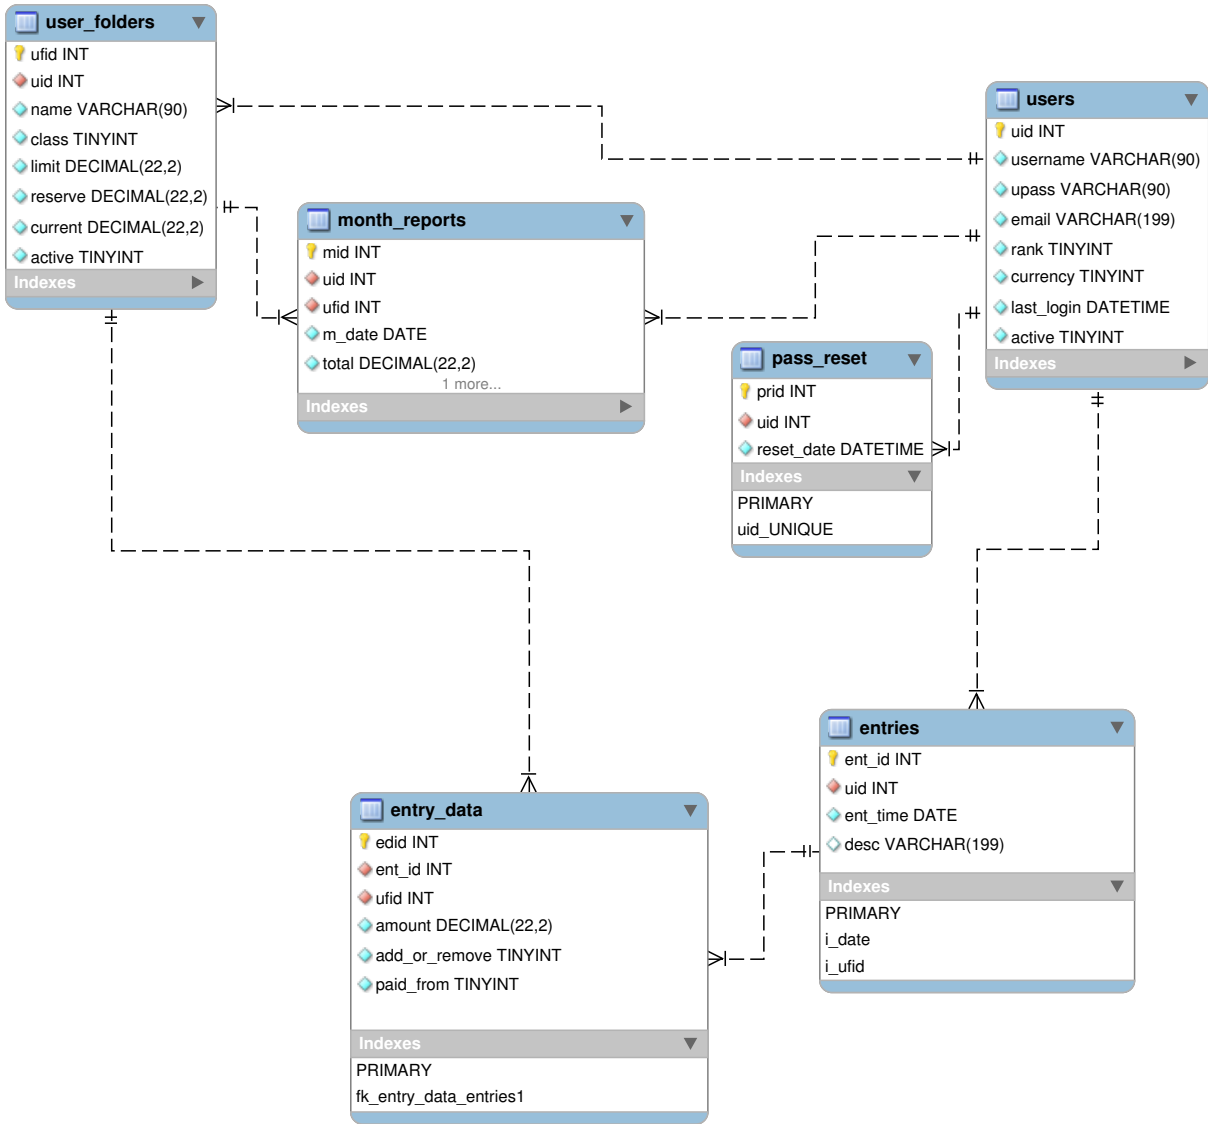 user_folders
ufid INT
uid INT
name VARCHAR(90)
class TINYINT
limit DECIMAL(22,2)
reserve DECIMAL(22,2)
current DECIMAL(22,2)
active TINYINT
Indexes
users
uid INT
username VARCHAR(90)
upass VARCHAR(90)
email VARCHAR(199)
rank TINYINT
currency TINYINT
last_login DATETIME
active TINYINT
Indexes
month_reports
mid INT
uid INT
ufid INT
m_date DATE
total DECIMAL(22,2)
1 more...
Indexes
pass_reset
prid INT
uid INT
reset_date DATETIME
Indexes
PRIMARY
uid_UNIQUE
entries
ent_id INT
uid INT
ent_time DATE
desc VARCHAR(199)
Indexes
PRIMARY
i_date
i_ufid
entry_data
edid INT
ent_id INT
ufid INT
amount DECIMAL(22,2)
add_or_remove TINYINT
paid_from TINYINT
Indexes
PRIMARY
fk_entry_data_entries1